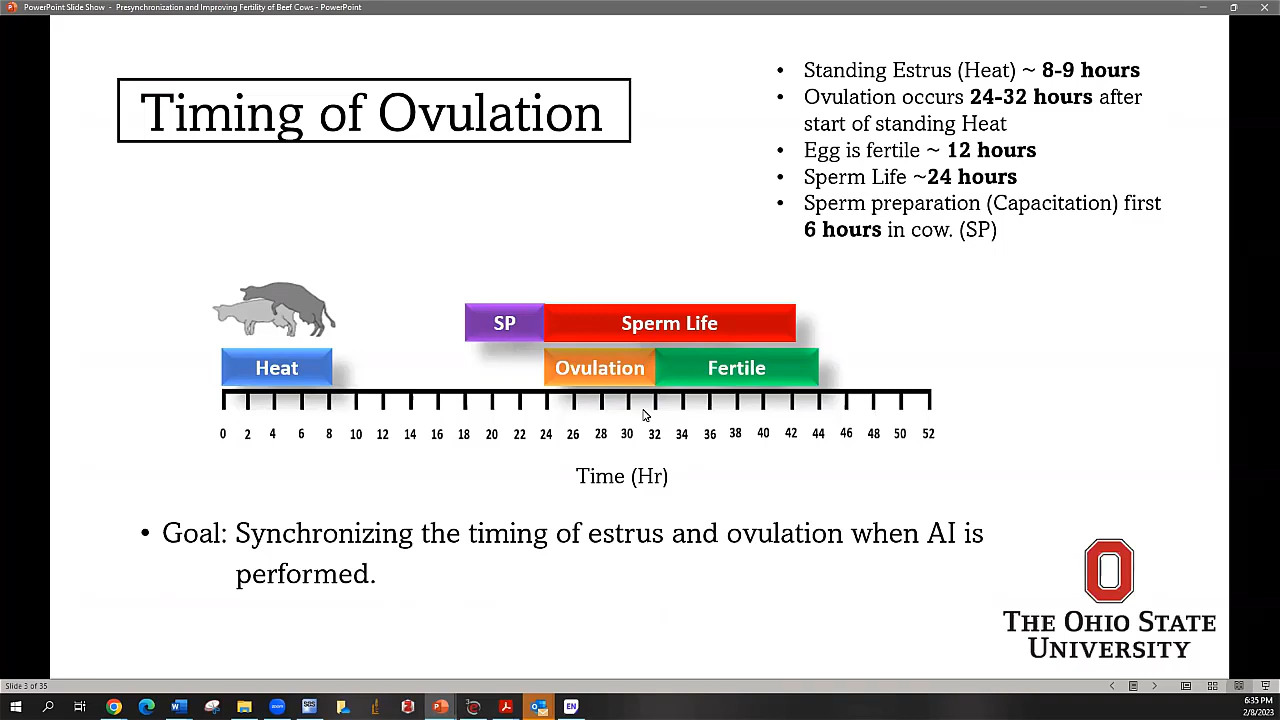 PowerPoint Slide Show - Presynchronization and Improving Fertility of Beef Cows - PowerPoint
Timing of Ovulation
• Standing Estrus (Heat) ~ 8-9 hours
• Ovulation occurs 24-32 hours after
start of standing Heat
• Egg is fertile ~ 12 hours
• Sperm Life ~24 hours
• Sperm preparation (Capacitation) first
6 hours in cow. (SP)
SP Sperm Life
Heat Ovulation Fertile
0 2 4 6 8 10 12 14 16 18 20 22 24 26 28 30 32 34 36 38 40 42 44 46 48 50 52
Time (Hr)
• Goal: Synchronizing the timing of estrus and ovulation when AI is
performed.
THE OHIO STATE
UNIVERSITY
Slide 3 of 35
zoom SAS EN
6:35 PM
2/8/2023